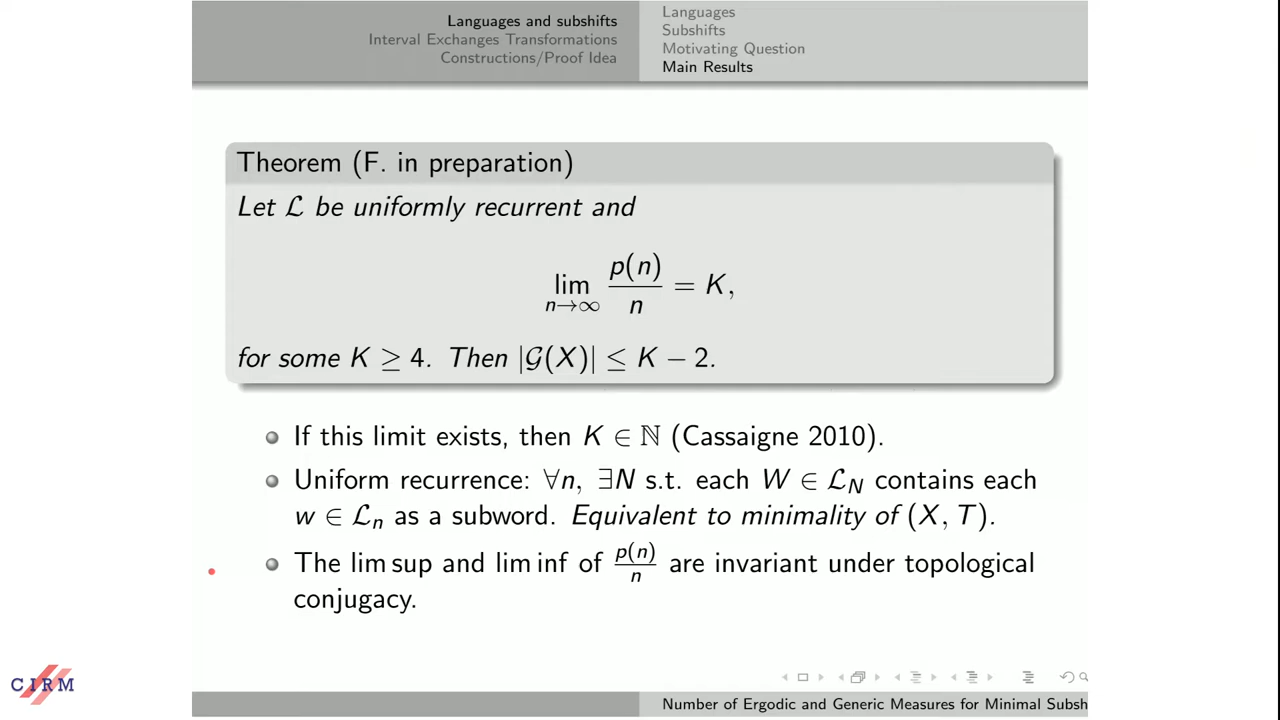 Languages and subshifts
Interval Exchanges Transformations
Constructions/Proof Idea
Languages
Subshifts
Motivating Question
Main Results
Theorem (F. in preparation)
Let ℒ be uniformly recurrent and
lim n→∞ p(n)/n = K,
for some K ≥ 4. Then |𝒢(X)| ≤ K − 2.
If this limit exists, then K ∈ ℕ (Cassaigne 2010).
Uniform recurrence: ∀n, ∃N s.t. each W ∈ ℒ_N contains each
w ∈ ℒ_n as a subword. Equivalent to minimality of (X, T).
The lim sup and lim inf of p(n)/n are invariant under topological
conjugacy.
CIRM
Number of Ergodic and Generic Measures for Minimal Subsh